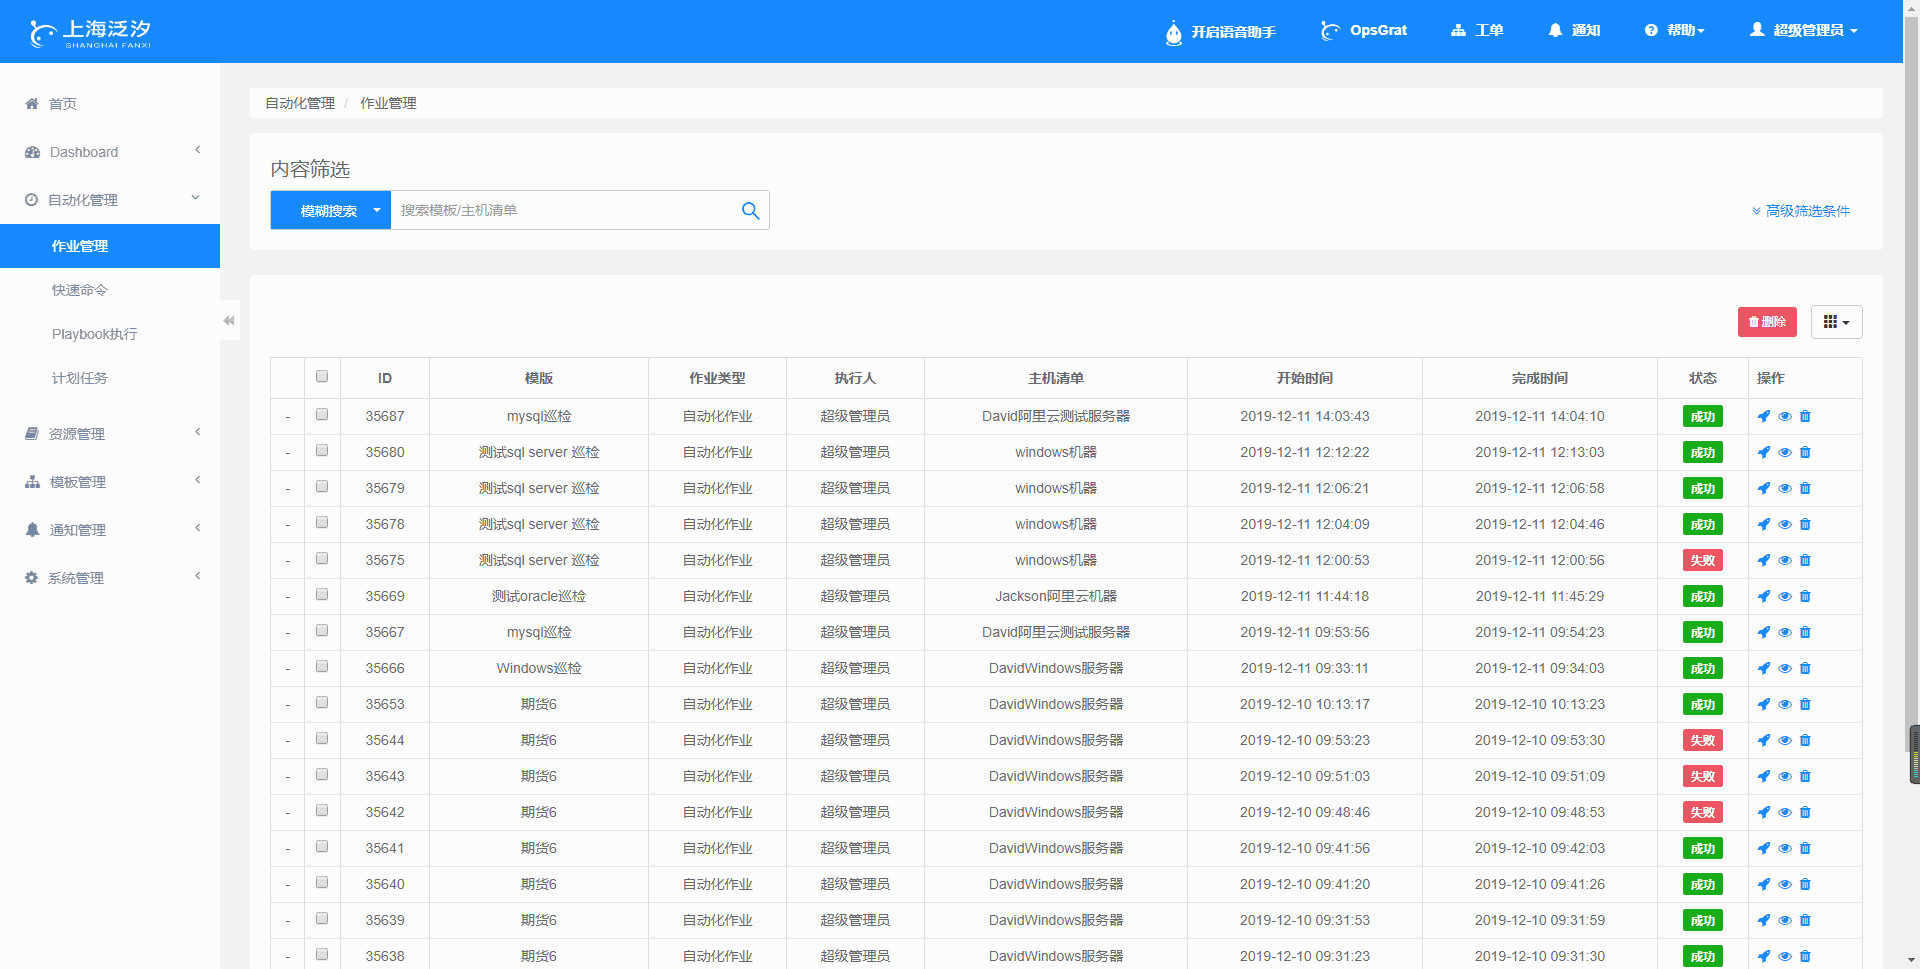 上海泛汐
SHANGHAI FANXI
开启语音助手
OpsGrat
工单
通知
帮助
超级管理员
首页
Dashboard
自动化管理
作业管理
快速命令
Playbook执行
计划任务
资源管理
模板管理
通知管理
系统管理
自动化管理 / 作业管理
内容筛选
模糊搜索 搜索模板/主机清单
高级筛选条件
删除
ID 模版 作业类型 执行人 主机清单 开始时间 完成时间 状态 操作
- 35687 mysql巡检 自动化作业 超级管理员 David阿里云测试服务器 2019-12-11 14:03:43 2019-12-11 14:04:10 成功
- 35680 测试sql server 巡检 自动化作业 超级管理员 windows机器 2019-12-11 12:12:22 2019-12-11 12:13:03 成功
- 35679 测试sql server 巡检 自动化作业 超级管理员 windows机器 2019-12-11 12:06:21 2019-12-11 12:06:58 成功
- 35678 测试sql server 巡检 自动化作业 超级管理员 windows机器 2019-12-11 12:04:09 2019-12-11 12:04:46 成功
- 35675 测试sql server 巡检 自动化作业 超级管理员 windows机器 2019-12-11 12:00:53 2019-12-11 12:00:56 失败
- 35669 测试oracle巡检 自动化作业 超级管理员 Jackson阿里云机器 2019-12-11 11:44:18 2019-12-11 11:45:29 成功
- 35667 mysql巡检 自动化作业 超级管理员 David阿里云测试服务器 2019-12-11 09:53:56 2019-12-11 09:54:23 成功
- 35666 Windows巡检 自动化作业 超级管理员 DavidWindows服务器 2019-12-11 09:33:11 2019-12-11 09:34:03 成功
- 35653 期货6 自动化作业 超级管理员 DavidWindows服务器 2019-12-10 10:13:17 2019-12-10 10:13:23 成功
- 35644 期货6 自动化作业 超级管理员 DavidWindows服务器 2019-12-10 09:53:23 2019-12-10 09:53:30 失败
- 35643 期货6 自动化作业 超级管理员 DavidWindows服务器 2019-12-10 09:51:03 2019-12-10 09:51:09 失败
- 35642 期货6 自动化作业 超级管理员 DavidWindows服务器 2019-12-10 09:48:46 2019-12-10 09:48:53 失败
- 35641 期货6 自动化作业 超级管理员 DavidWindows服务器 2019-12-10 09:41:56 2019-12-10 09:42:03 成功
- 35640 期货6 自动化作业 超级管理员 DavidWindows服务器 2019-12-10 09:41:20 2019-12-10 09:41:26 成功
- 35639 期货6 自动化作业 超级管理员 DavidWindows服务器 2019-12-10 09:31:53 2019-12-10 09:31:59 成功
- 35638 期货6 自动化作业 超级管理员 DavidWindows服务器 2019-12-10 09:31:23 2019-12-10 09:31:30 成功